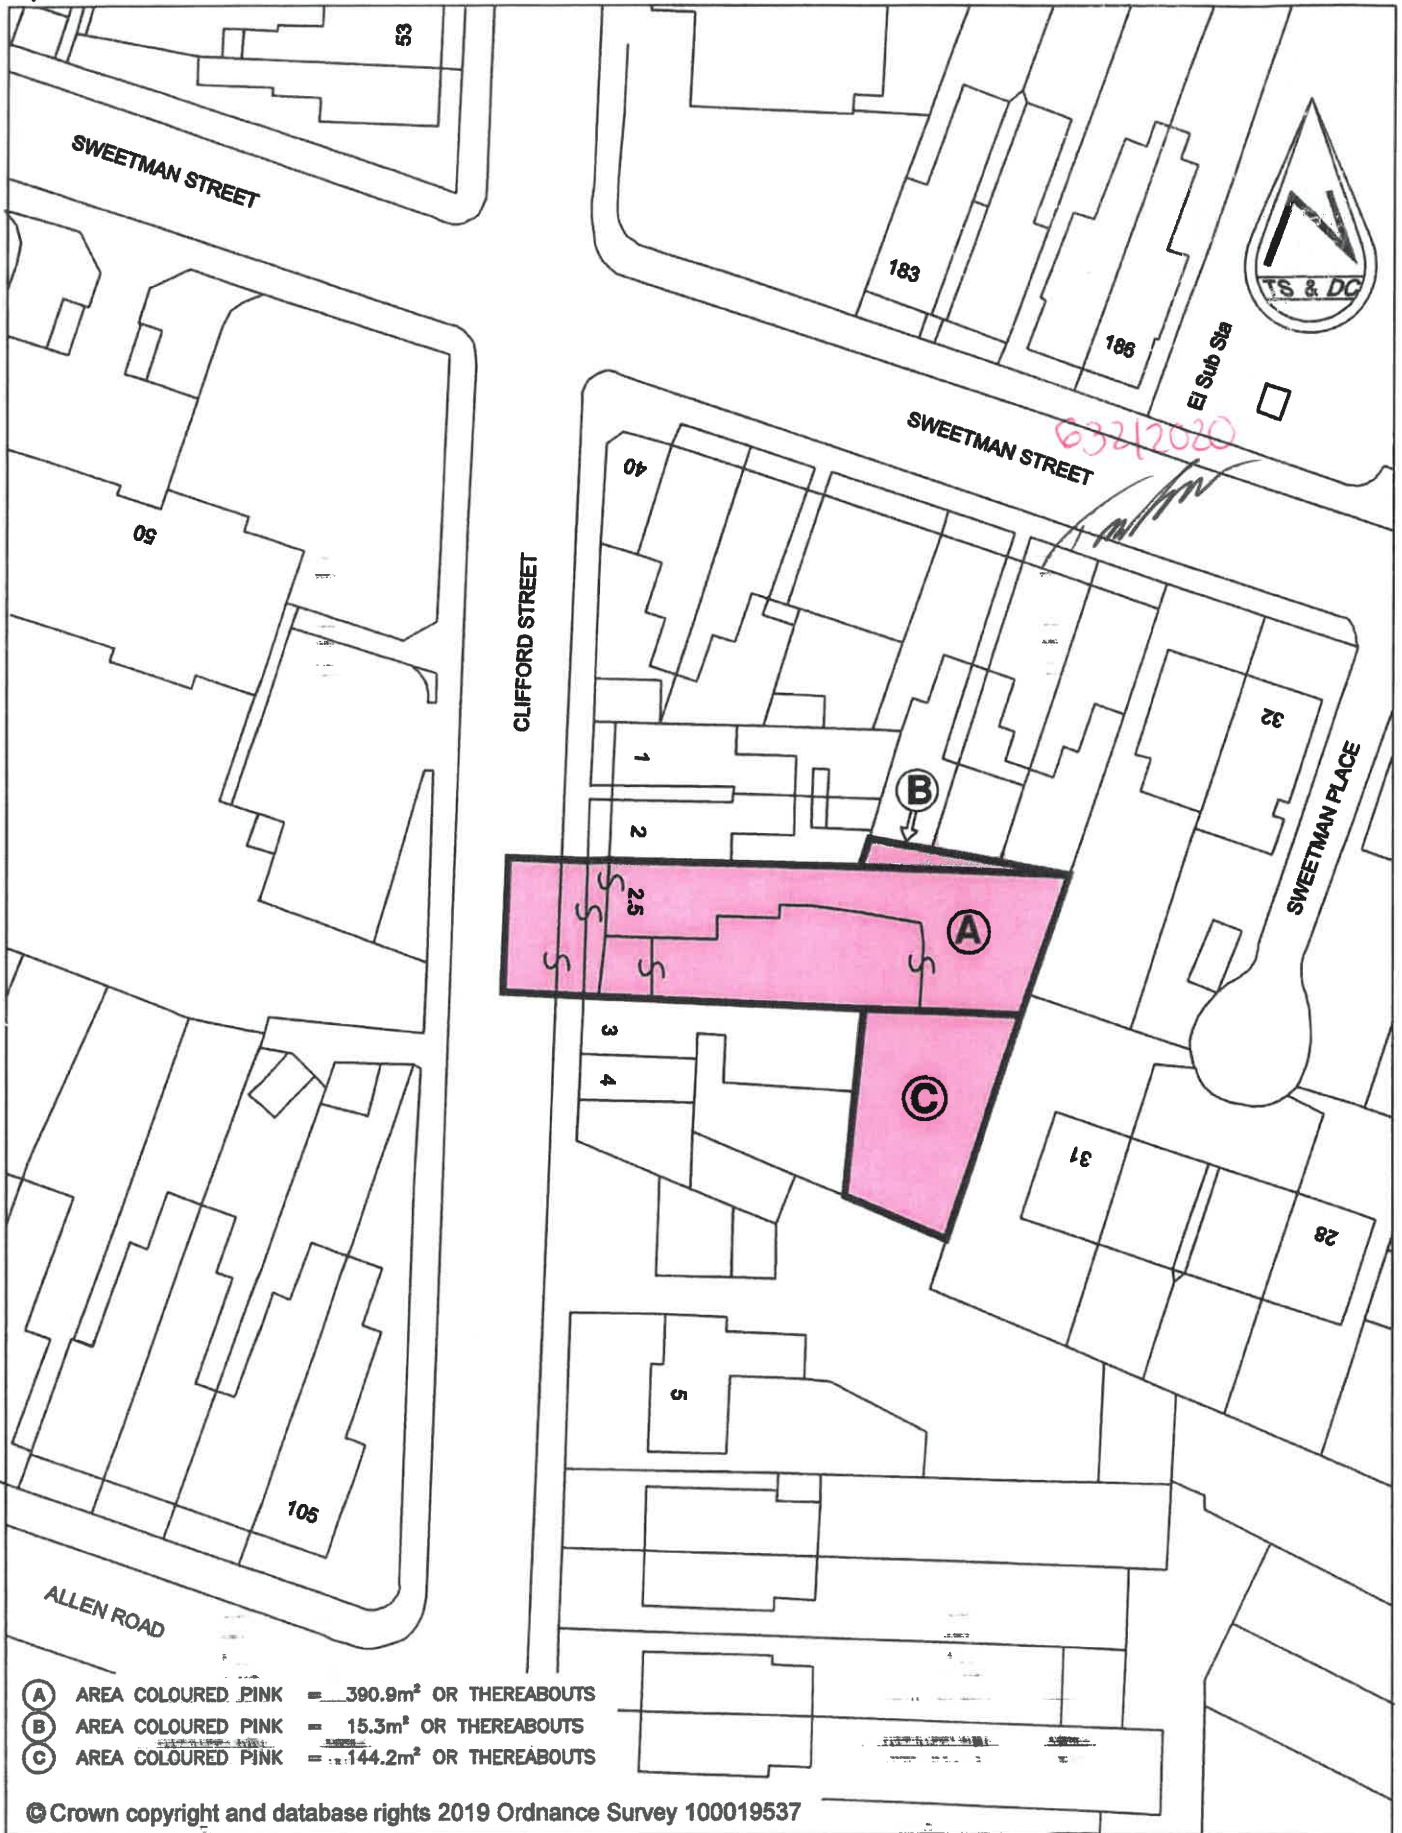 53
SWEETMAN STREET
183
186
El Sub Sta
N
TS & DC
SWEETMAN STREET
632/2020
40
50
CLIFFORD STREET
1
2
B
32
SWEETMAN PLACE
2.5
S
S
S
S
S
A
3
4
C
31
28
5
105
ALLEN ROAD
A AREA COLOURED PINK = 390.9m² OR THEREABOUTS
B AREA COLOURED PINK = 15.3m² OR THEREABOUTS
C AREA COLOURED PINK = 144.2m² OR THEREABOUTS
© Crown copyright and database rights 2019 Ordnance Survey 100019537